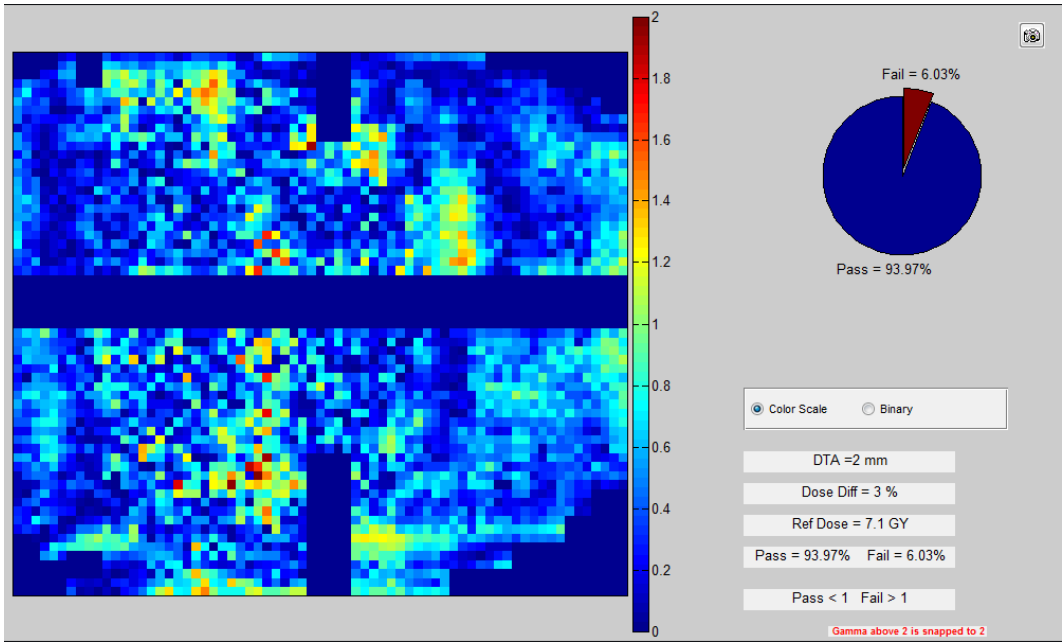 2
1.8
1.6
1.4
1.2
1
0.8
0.6
0.4
0.2
0
Fail = 6.03%
Pass = 93.97%
Color Scale Binary
DTA =2 mm
Dose Diff = 3 %
Ref Dose = 7.1 GY
Pass = 93.97% Fail = 6.03%
Pass < 1 Fail > 1
Gamma above 2 is snapped to 2